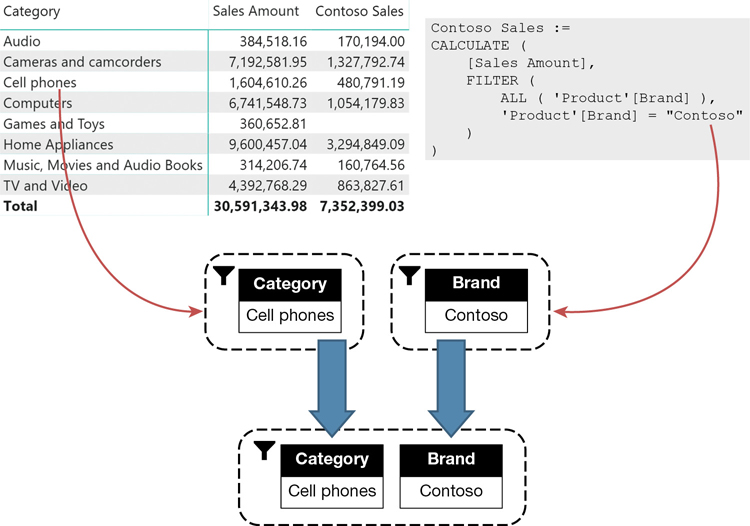 Category Sales Amount Contoso Sales
Audio 384,518.16 170,194.00
Cameras and camcorders 7,192,581.95 1,327,792.74
Cell phones 1,604,610.26 480,791.19
Computers 6,741,548.73 1,054,179.83
Games and Toys 360,652.81
Home Appliances 9,600,457.04 3,294,849.09
Music, Movies and Audio Books 314,206.74 160,764.56
TV and Video 4,392,768.29 863,827.61
Total 30,591,343.98 7,352,399.03
Contoso Sales :=
CALCULATE (
[Sales Amount],
FILTER (
ALL ( 'Product'[Brand] ),
'Product'[Brand] = "Contoso"
)
)
Category
Cell phones
Brand
Contoso
Category
Cell phones
Brand
Contoso